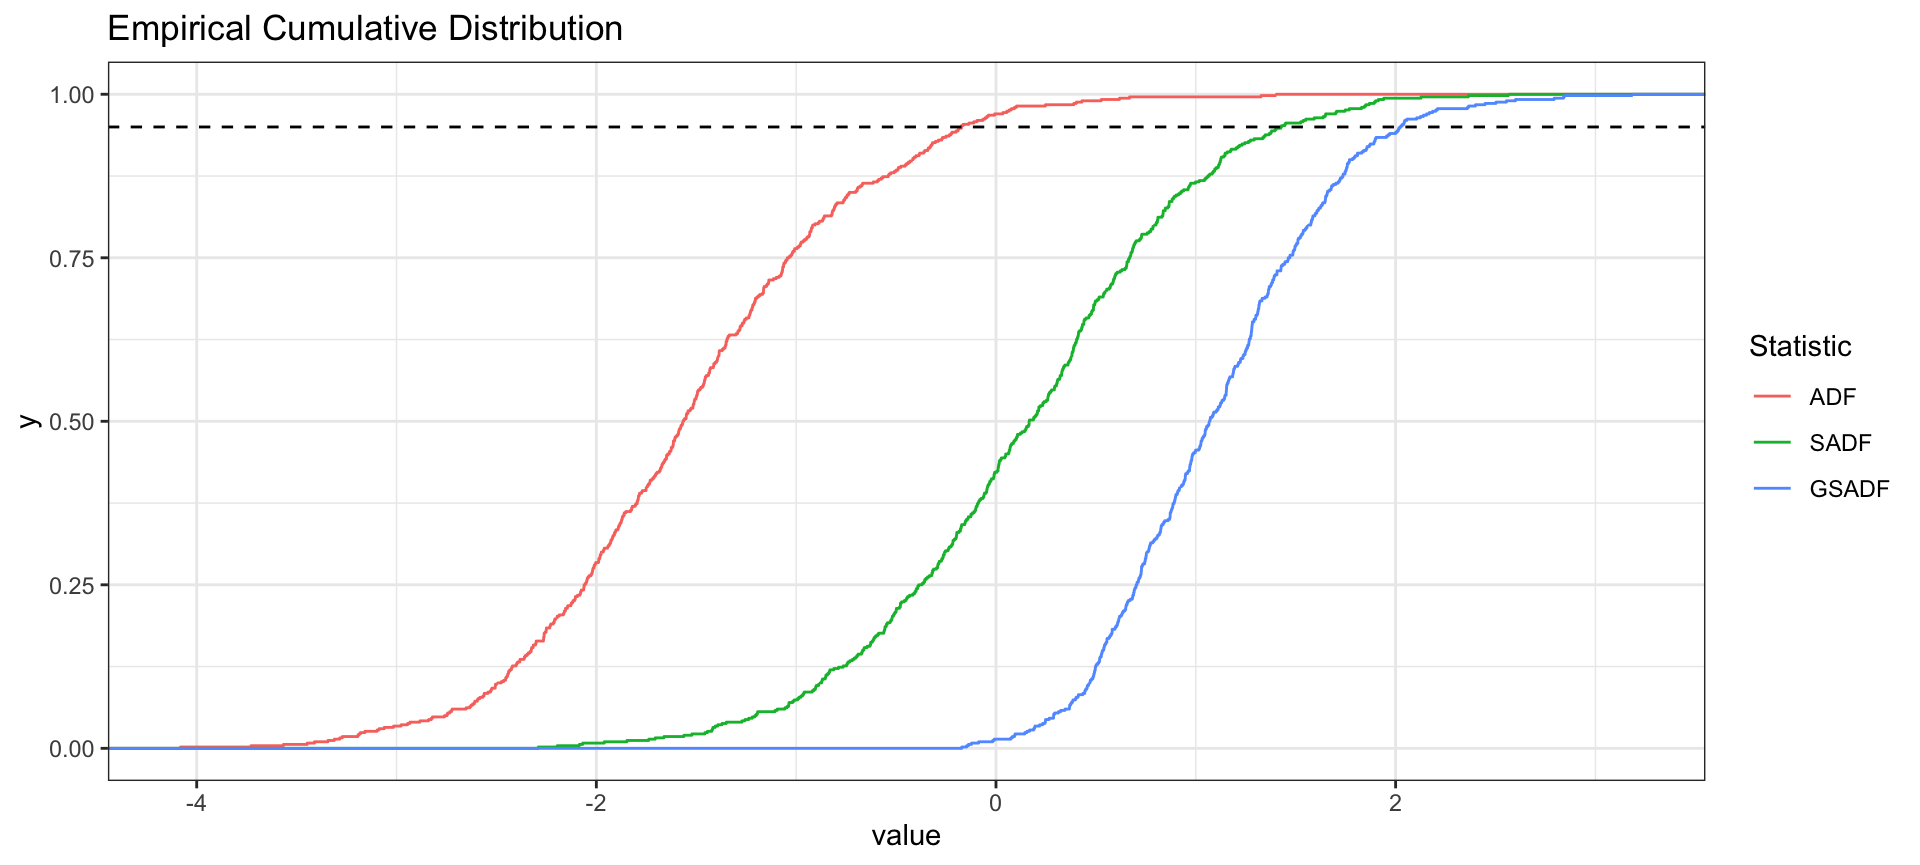 Empirical Cumulative Distribution
1.00
0.75
0.50
0.25
0.00
y
-4
-2
0
2
value
Statistic
ADF
SADF
GSADF